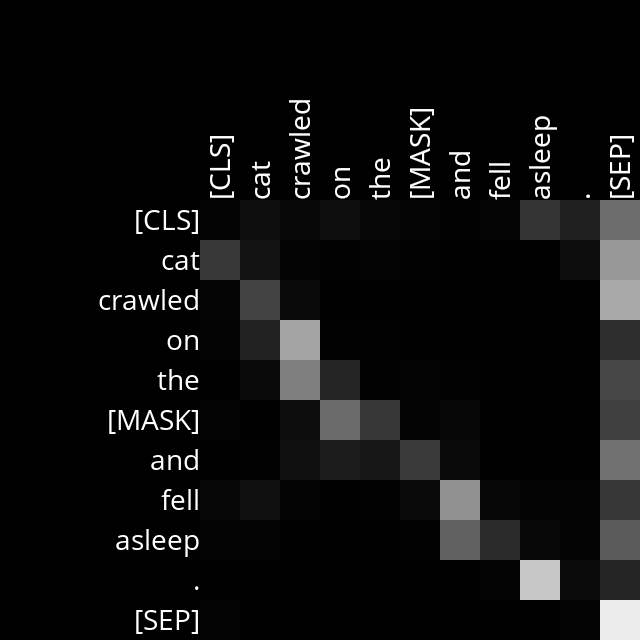 [CLS] cat crawled on the [MASK] and fell asleep . [SEP]
[CLS]
cat
crawled
on
the
[MASK]
and
fell
asleep
.
[SEP]